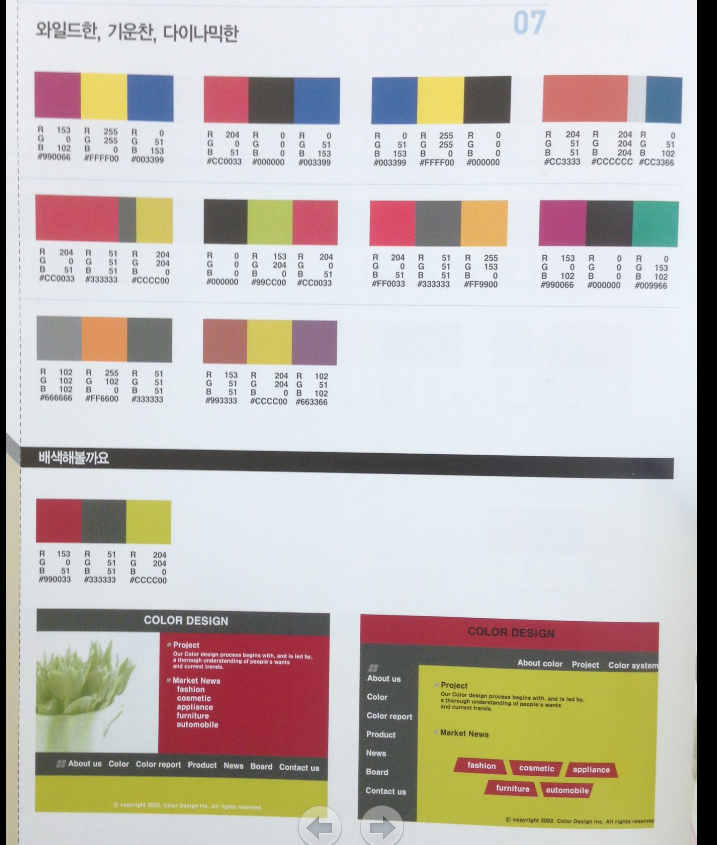 와일드한, 기운찬, 다이나믹한
07
R 153 R 255 R 0
G 0 G 255 G 51
B 102 B 0 B 153
#990066 #FFFF00 #003399
R 204 R 0 R 0
G 0 G 0 G 51
B 51 B 0 B 153
#CC0033 #000000 #003399
R 0 R 255 R 0
G 51 G 255 G 0
B 153 B 0 B 0
#003399 #FFFF00 #000000
R 204 R 204 R 0
G 51 G 204 G 51
B 51 B 204 B 102
#CC3333 #CCCCCC #CC3366
R 204 R 51 R 204
G 0 G 51 G 204
B 51 B 51 B 0
#CC0033 #333333 #CCCC00
R 0 R 153 R 204
G 0 G 204 G 0
B 0 B 0 B 51
#000000 #99CC00 #CC0033
R 204 R 51 R 255
G 0 G 51 G 153
B 51 B 51 B 0
#FF0033 #333333 #FF9900
R 153 R 0 R 0
G 0 G 0 G 153
B 102 B 0 B 102
#990066 #000000 #009966
R 102 R 255 R 51
G 102 G 102 G 51
B 102 B 0 B 51
#666666 #FF6600 #333333
R 153 R 204 R 102
G 51 G 204 G 51
B 51 B 0 B 102
#993333 #CCCC00 #663366
배색해볼까요
R 153 R 51 R 204
G 0 G 51 G 204
B 51 B 51 B 0
#990033 #333333 #CCCC00
COLOR DESIGN
Project
Our Color design process begins with, and is led by,
a thorough understanding of people's wants
and current trends.
Market News
fashion
cosmetic
appliance
furniture
automobile
About us Color Color report Product News Board Contact us
© copyright 2002. Color Design Inc. All rights reserved.
COLOR DESIGN
About color Project Color system
About us
Color
Color report
Product
News
Board
Contact us
Project
Our Color design process begins with, and is led by,
a thorough understanding of people's wants
and current trends.
Market News
fashion cosmetic appliance
furniture automobile
© copyright 2002. Color Design Inc. All rights reserved